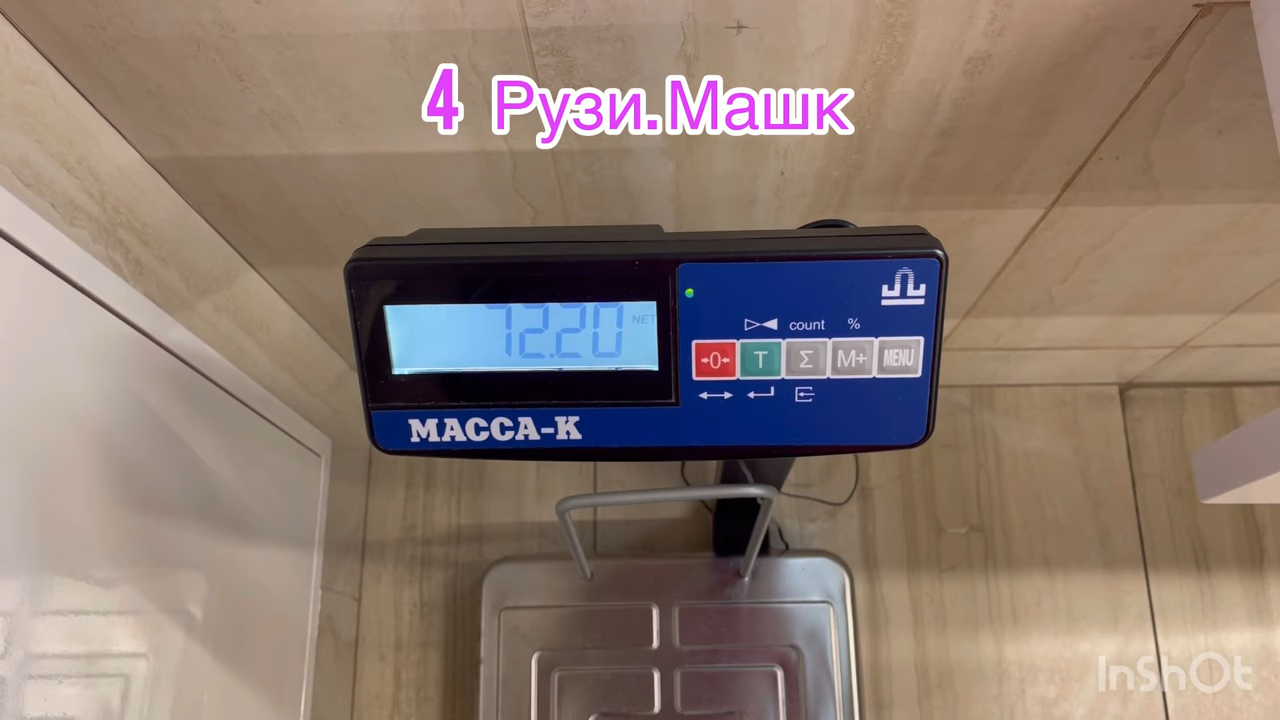 4 Рузи.Машк
72.20 NET
count %
→0← T Σ M+ MENU
МАССА-К
InShOt